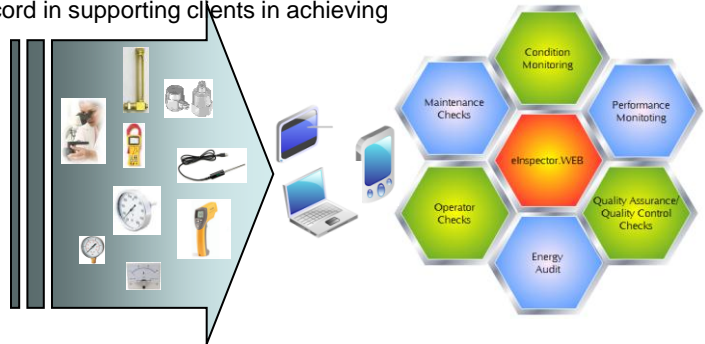 cord in supporting clients in achieving
Condition
Monitoring
Maintenance
Checks
Performance
Monitoting
eInspector.WEB
Operator
Checks
Quality Assurance/
Quality Control
Checks
Energy
Audit